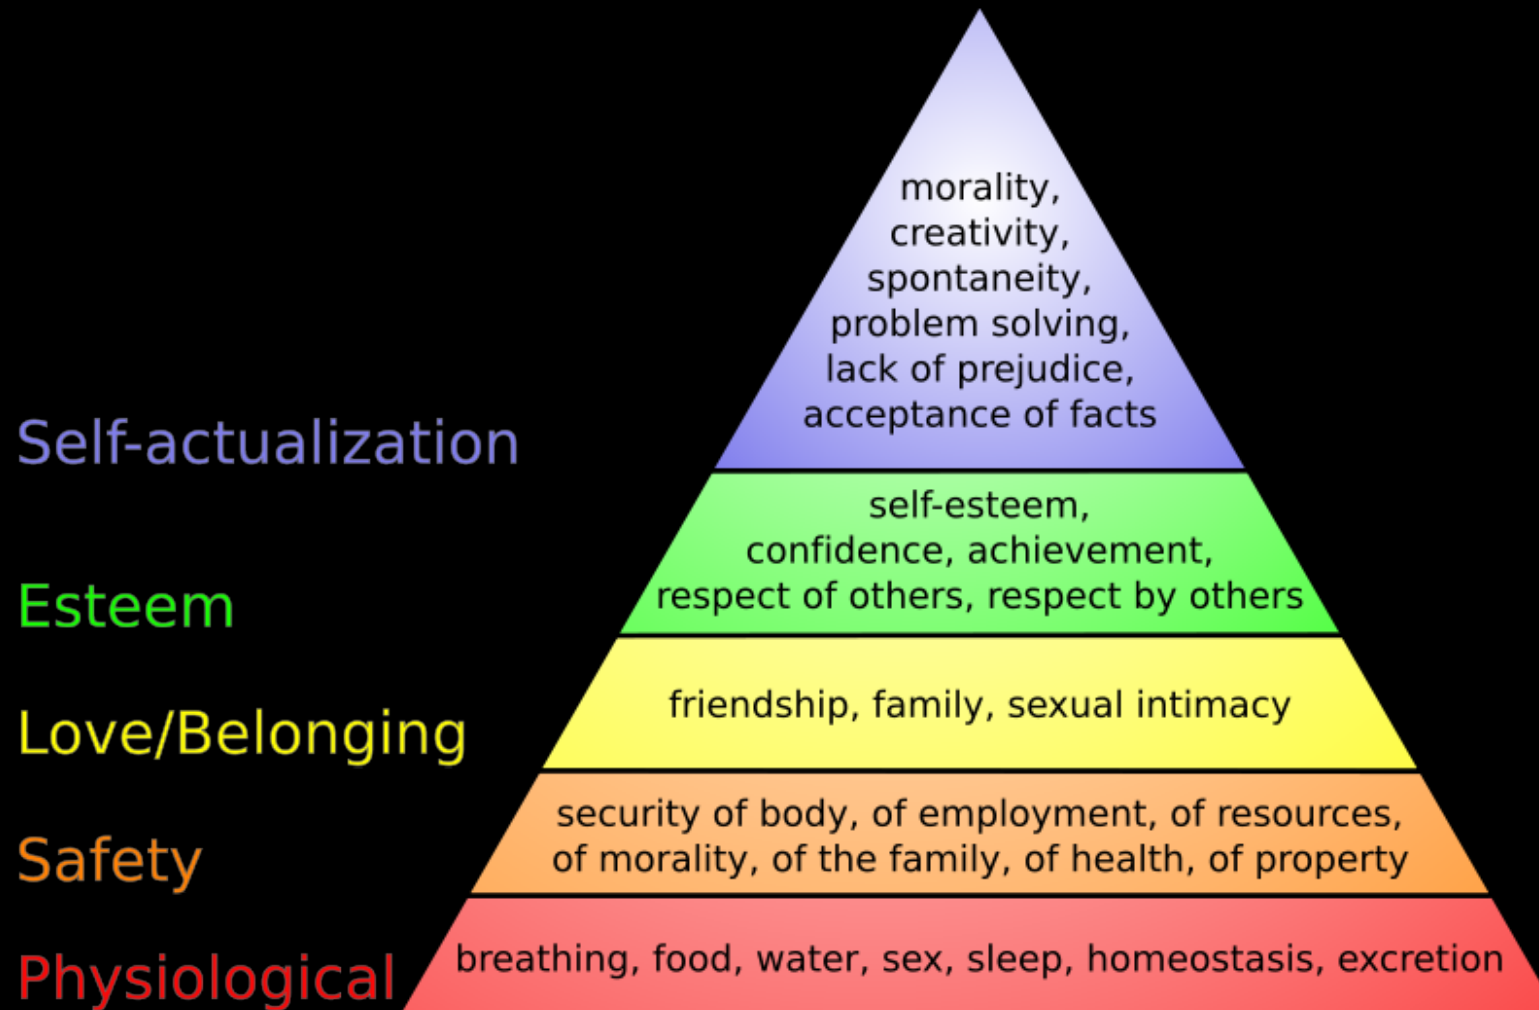 morality,
creativity,
spontaneity,
problem solving,
lack of prejudice,
acceptance of facts
Self-actualization
self-esteem,
confidence, achievement,
respect of others, respect by others
Esteem
friendship, family, sexual intimacy
Love/Belonging
security of body, of employment, of resources,
of morality, of the family, of health, of property
Safety
breathing, food, water, sex, sleep, homeostasis, excretion
Physiological